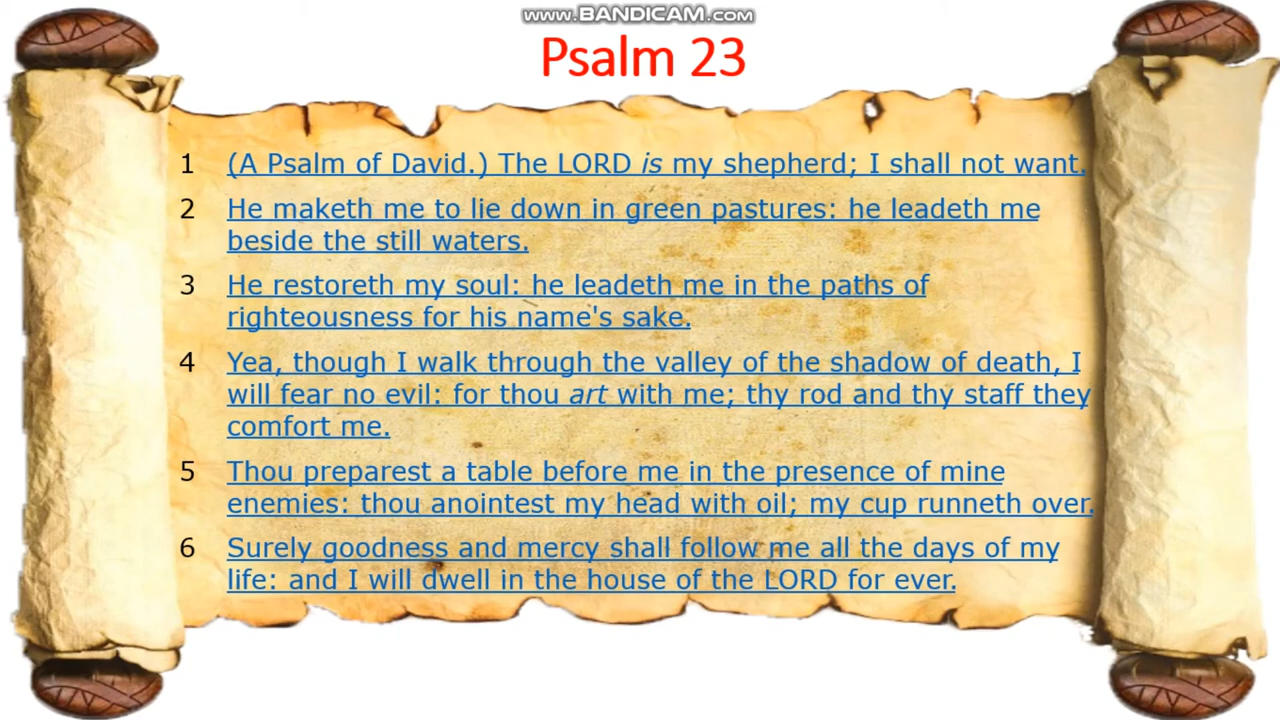 www.BANDICAM.com
Psalm 23
1 (A Psalm of David.) The LORD is my shepherd; I shall not want.
2 He maketh me to lie down in green pastures: he leadeth me
beside the still waters.
3 He restoreth my soul: he leadeth me in the paths of
righteousness for his name's sake.
4 Yea, though I walk through the valley of the shadow of death, I
will fear no evil: for thou art with me; thy rod and thy staff they
comfort me.
5 Thou preparest a table before me in the presence of mine
enemies: thou anointest my head with oil; my cup runneth over.
6 Surely goodness and mercy shall follow me all the days of my
life: and I will dwell in the house of the LORD for ever.